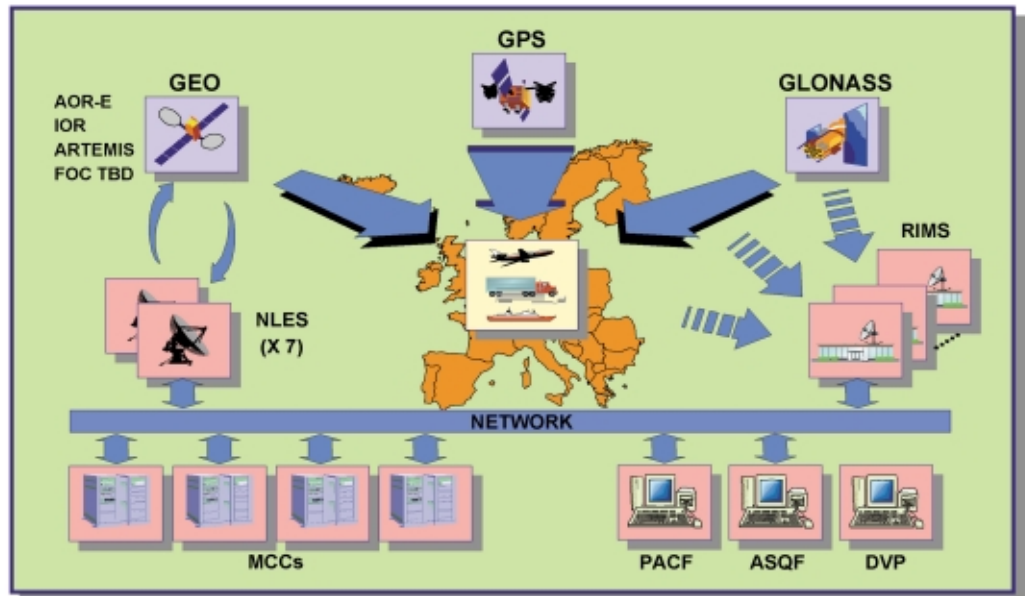 GPS
GEO
GLONASS
AOR-E
IOR
ARTEMIS
FOC TBD
RIMS
NLES
(X 7)
NETWORK
MCCs
PACF
ASQF
DVP